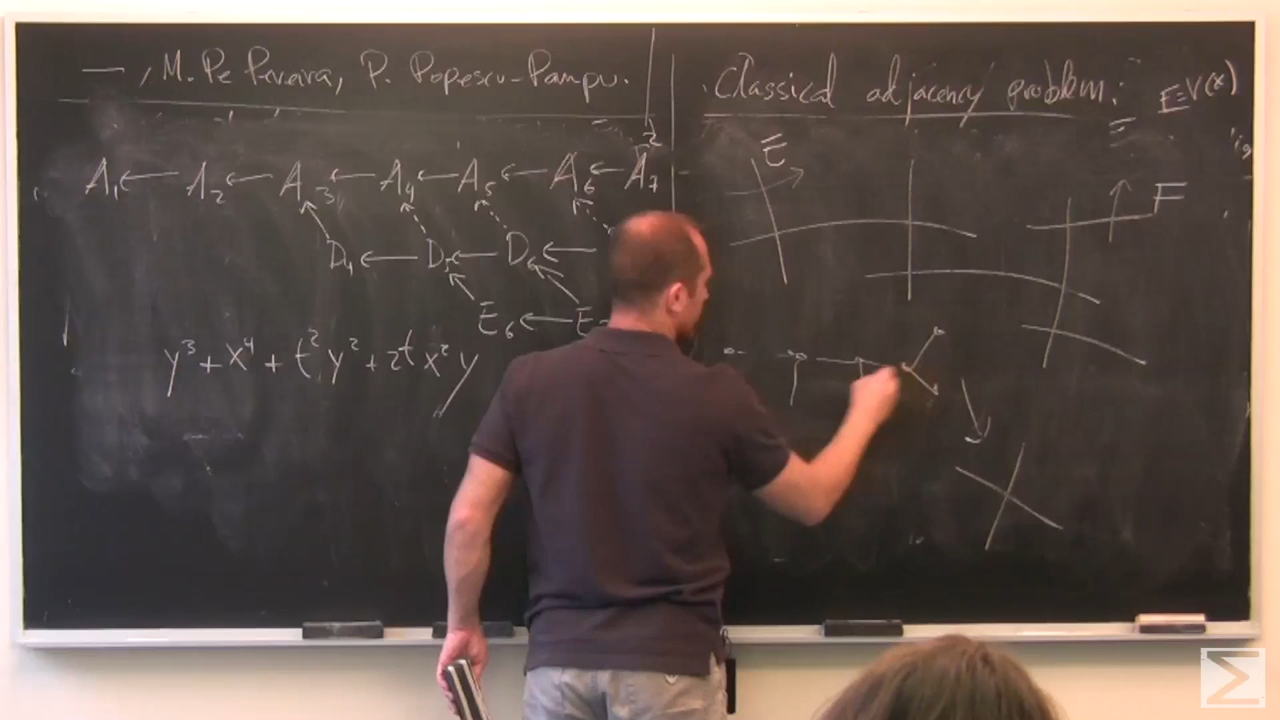 —, M. Pe Pereira, P. Popescu-Pampu.
A₁ ← A₂ ← A₃ ← A₄ ← A₅ ← A₆ ← A₇
D₄ ← D₅ ← D₆ ←
E₆ ← E
y³ + x⁴ + t²y² + 2tx²y
Classical adjacency problem:
E=V(x)
E
F
Σ